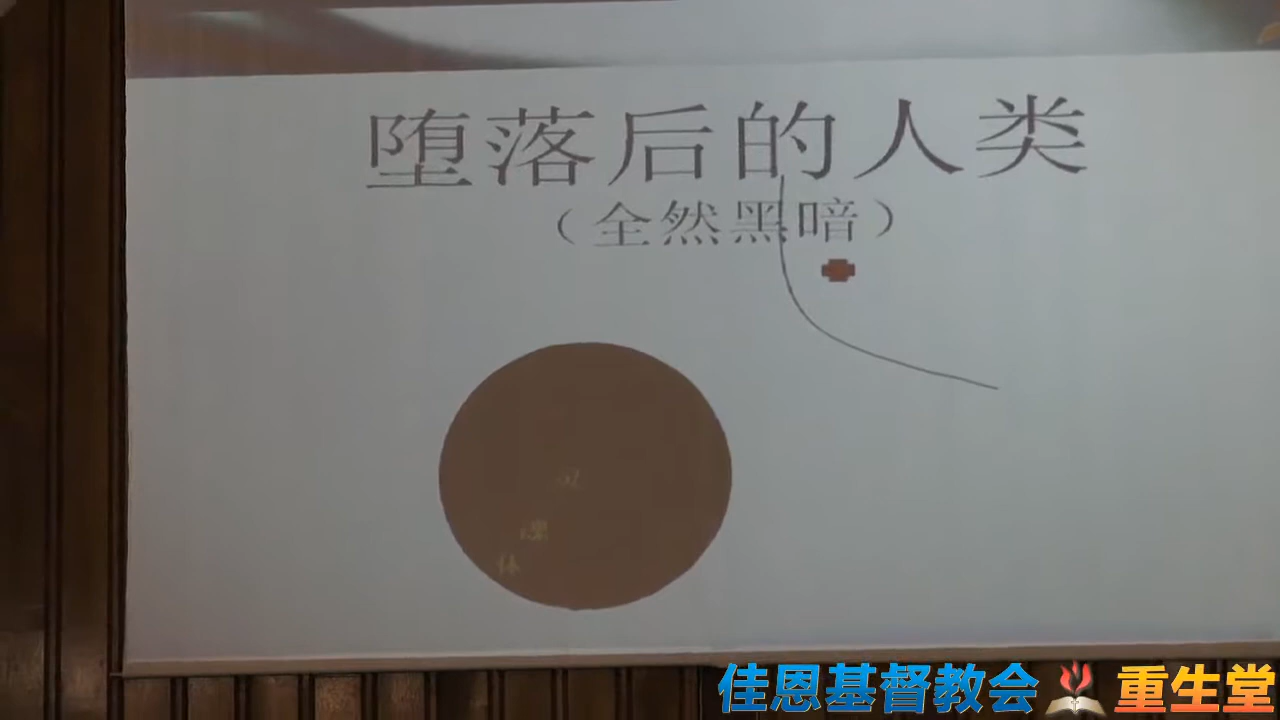 堕落后的人类
（全然黑暗）
魂
体
佳恩基督教会 重生堂